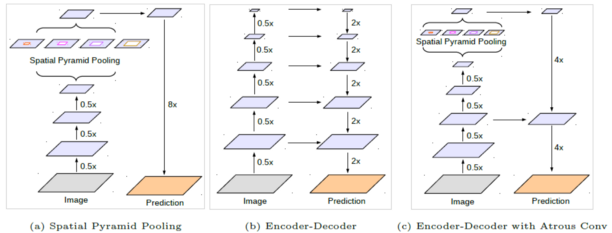 Spatial Pyramid Pooling
0.5x
0.5x
0.5x
8x
Image
Prediction
(a) Spatial Pyramid Pooling
0.5x
0.5x
0.5x
0.5x
0.5x
2x
2x
2x
2x
2x
Image
Prediction
(b) Encoder-Decoder
Spatial Pyramid Pooling
0.5x
0.5x
0.5x
0.5x
4x
4x
Image
Prediction
(c) Encoder-Decoder with Atrous Conv